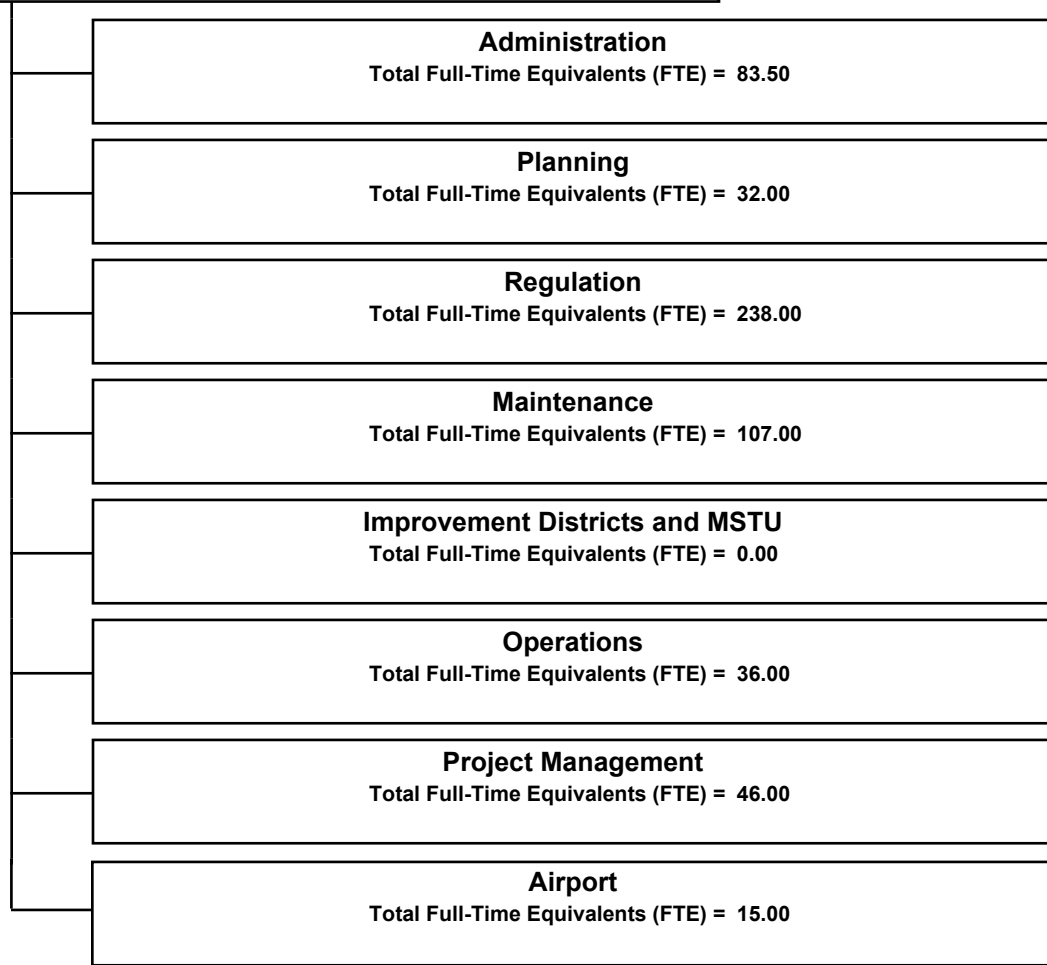 Administration
Total Full-Time Equivalents (FTE) = 83.50
Planning
Total Full-Time Equivalents (FTE) = 32.00
Regulation
Total Full-Time Equivalents (FTE) = 238.00
Maintenance
Total Full-Time Equivalents (FTE) = 107.00
Improvement Districts and MSTU
Total Full-Time Equivalents (FTE) = 0.00
Operations
Total Full-Time Equivalents (FTE) = 36.00
Project Management
Total Full-Time Equivalents (FTE) = 46.00
Airport
Total Full-Time Equivalents (FTE) = 15.00